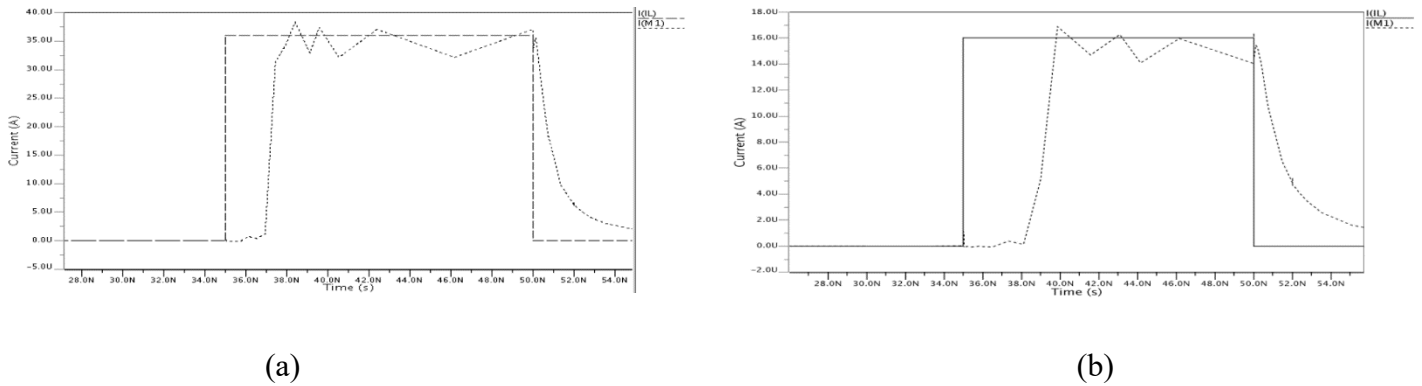 40.0U
35.0U
30.0U
25.0U
20.0U
15.0U
10.0U
5.0U
0.0U
-5.0U
Current (A)
28.0N 30.0N 32.0N 34.0N 36.0N 38.0N 40.0N 42.0N 44.0N 46.0N 48.0N 50.0N 52.0N
Time (s)
I(IL)
I(M1)
(a)
18.0U
16.0U
14.0U
12.0U
10.0U
8.0U
6.0U
4.0U
2.0U
0.0U
-2.0U
Current (A)
28.0N 30.0N 32.0N 34.0N 36.0N 38.0N 40.0N 42.0N 44.0N 46.0N 48.0N 50.0N 52.0N 54.0N
Time (s)
I(IL)
I(M1)
(b)